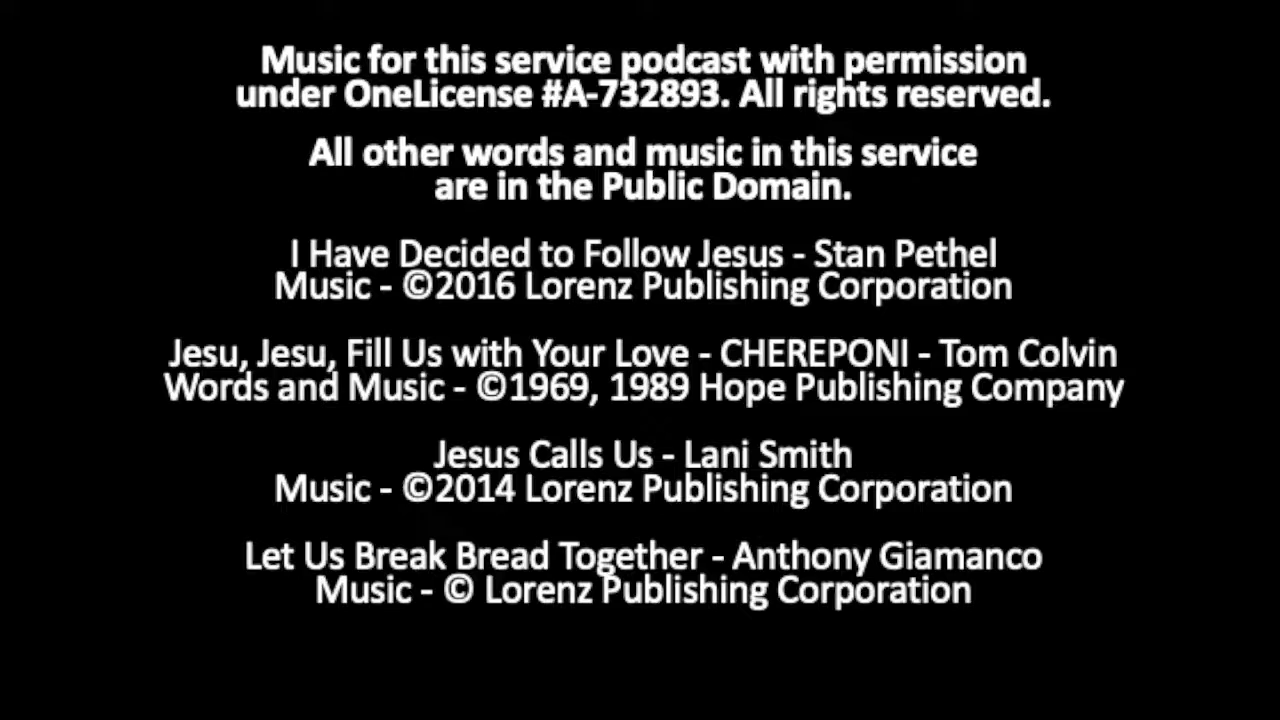 Music for this service podcast with permission
under OneLicense #A-732893. All rights reserved.
All other words and music in this service
are in the Public Domain.
I Have Decided to Follow Jesus - Stan Pethel
Music - ©2016 Lorenz Publishing Corporation
Jesu, Jesu, Fill Us with Your Love - CHEREPONI - Tom Colvin
Words and Music - ©1969, 1989 Hope Publishing Company
Jesus Calls Us - Lani Smith
Music - ©2014 Lorenz Publishing Corporation
Let Us Break Bread Together - Anthony Giamanco
Music - © Lorenz Publishing Corporation